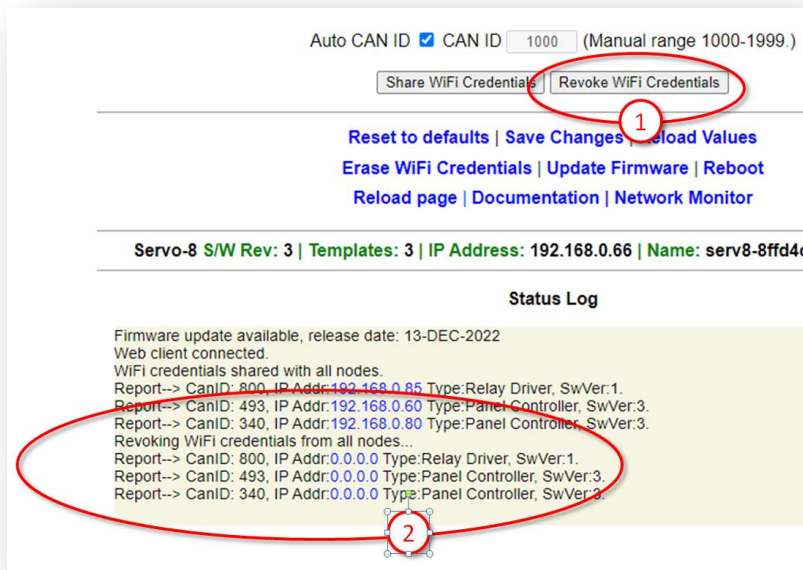 Auto CAN ID CAN ID 1000 (Manual range 1000-1999.)
Share WiFi Credentials Revoke WiFi Credentials
1
Reset to defaults | Save Changes | Reload Values
Erase WiFi Credentials | Update Firmware | Reboot
Reload page | Documentation | Network Monitor
Servo-8 S/W Rev: 3 | Templates: 3 | IP Address: 192.168.0.66 | Name: serv8-8ffd4
Status Log
Firmware update available, release date: 13-DEC-2022
Web client connected.
WiFi credentials shared with all nodes.
Report--> CanID: 800, IP Addr:192.168.0.85 Type:Relay Driver, SwVer:1.
Report--> CanID: 493, IP Addr:192.168.0.60 Type:Panel Controller, SwVer:3.
Report--> CanID: 340, IP Addr:192.168.0.80 Type:Panel Controller, SwVer:3.
Revoking WiFi credentials from all nodes...
Report--> CanID: 800, IP Addr:0.0.0.0 Type:Relay Driver, SwVer:1.
Report--> CanID: 493, IP Addr:0.0.0.0 Type:Panel Controller, SwVer:3.
Report--> CanID: 340, IP Addr:0.0.0.0 Type:Panel Controller, SwVer:3.
2